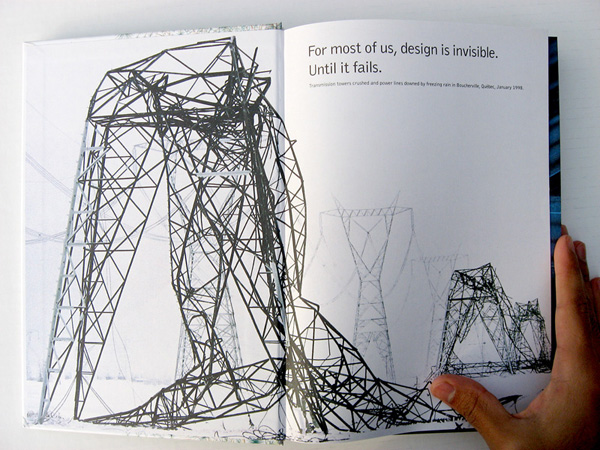 For most of us, design is invisible.
Until it fails.
Transmission towers crushed and power lines downed by freezing rain in Boucherville, Québec, January 1998.